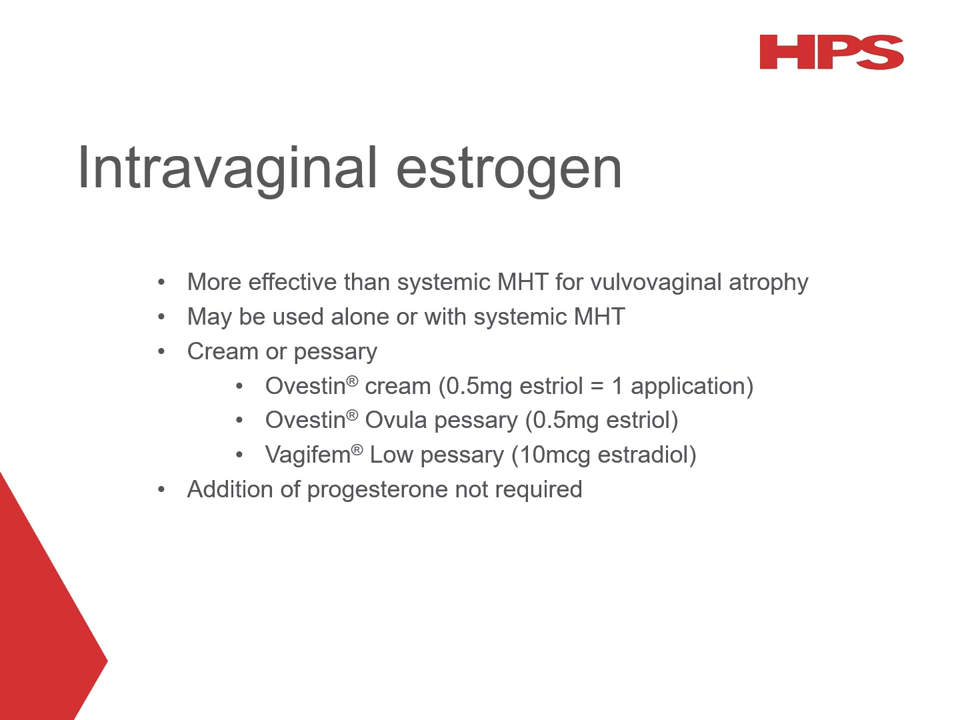 HPS
Intravaginal estrogen
• More effective than systemic MHT for vulvovaginal atrophy
• May be used alone or with systemic MHT
• Cream or pessary
• Ovestin® cream (0.5mg estriol = 1 application)
• Ovestin® Ovula pessary (0.5mg estriol)
• Vagifem® Low pessary (10mcg estradiol)
• Addition of progesterone not required